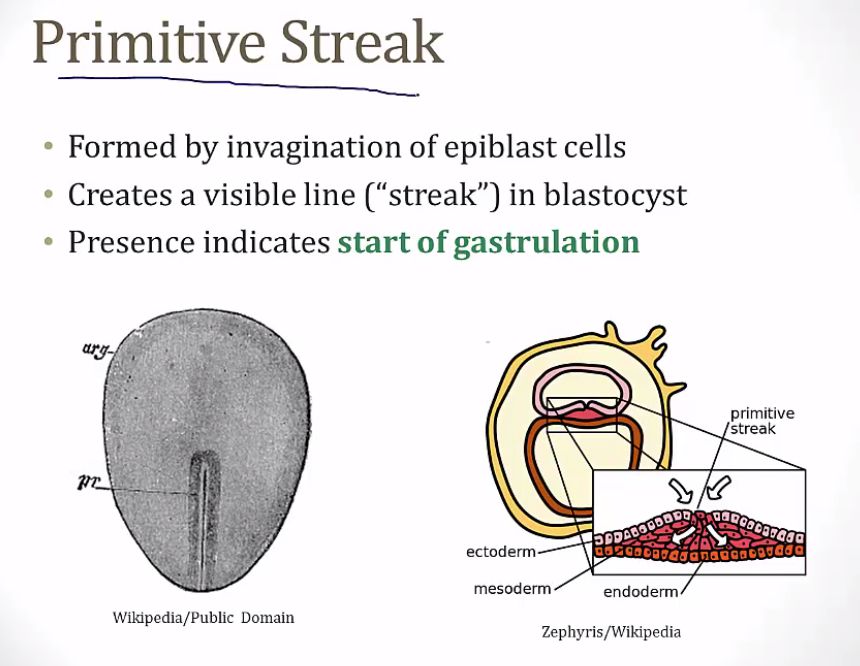 Primitive Streak
• Formed by invagination of epiblast cells
• Creates a visible line (“streak”) in blastocyst
• Presence indicates start of gastrulation
arg
pr
primitive
streak
ectoderm
mesoderm
endoderm
Wikipedia/Public Domain
Zephyris/Wikipedia